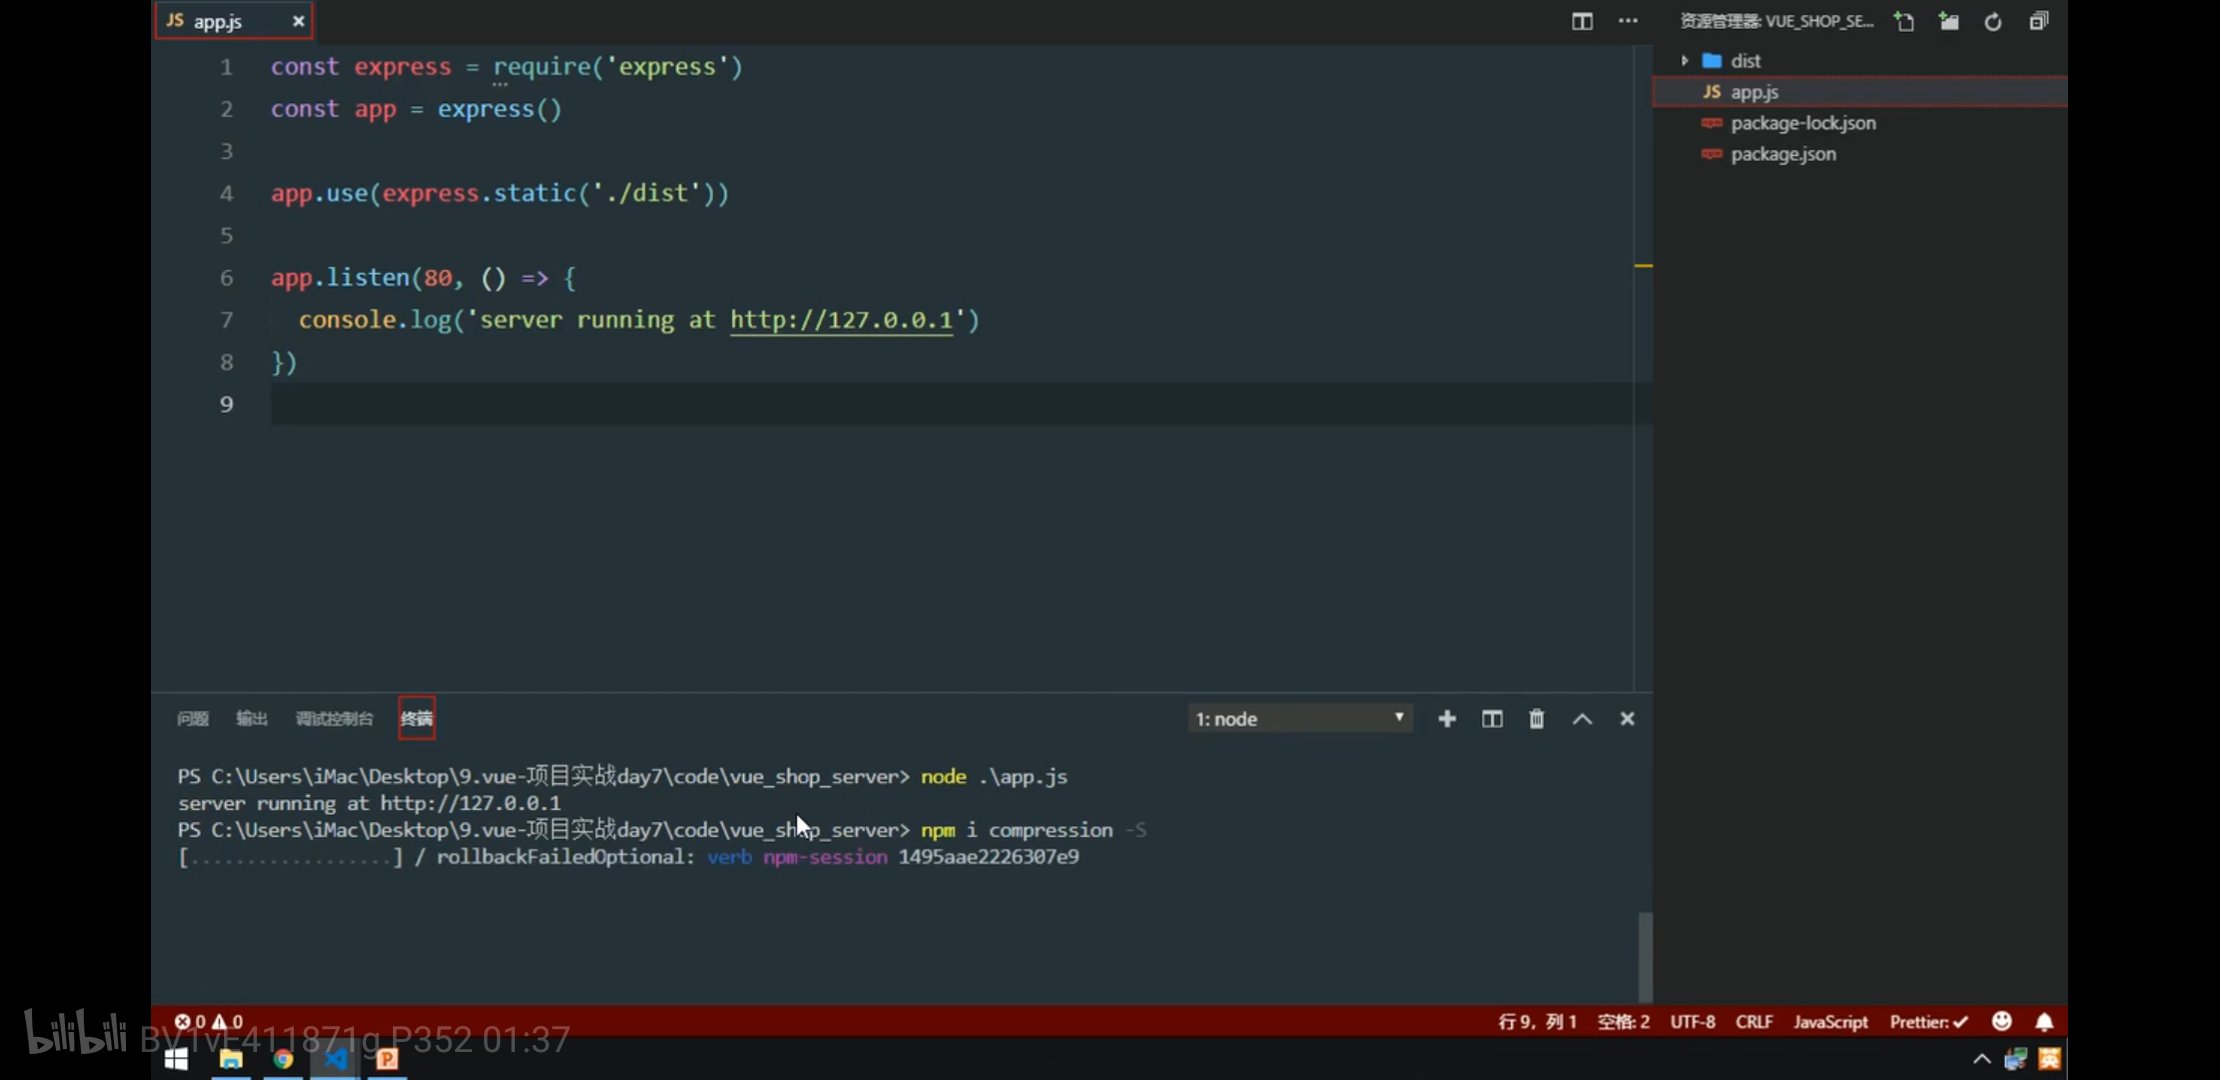 JS app.js ×
资源管理器: VUE_SHOP_SE...
1 const express = require('express')
2 const app = express()
3
4 app.use(express.static('./dist'))
5
6 app.listen(80, () => {
7 console.log('server running at http://127.0.0.1')
8 })
9
dist
JS app.js
package-lock.json
package.json
问题 输出 调试控制台 终端
1: node
PS C:\Users\iMac\Desktop\9.vue-项目实战day7\code\vue_shop_server> node .\app.js
server running at http://127.0.0.1
PS C:\Users\iMac\Desktop\9.vue-项目实战day7\code\vue_shop_server> npm i compression -S
[..................] / rollbackFailedOptional: verb npm-session 1495aae2226307e9
0 0
行 9，列 1 空格: 2 UTF-8 CRLF JavaScript Prettier: ✓
bilibili BV1vE411871g P352 01:37
英